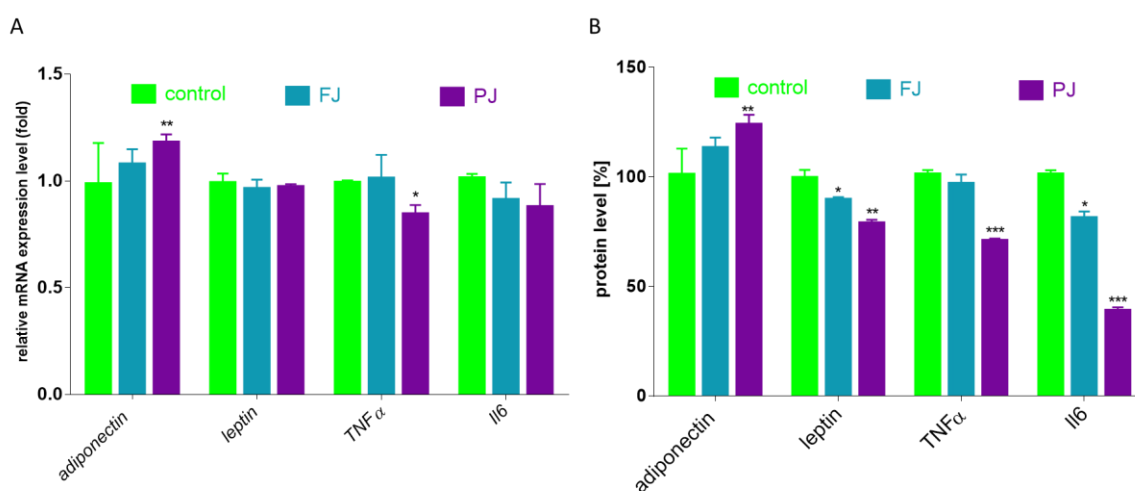 A
relative mRNA expression level (fold)
1.5
1.0
0.5
0.0
control
FJ
PJ
**
*
adiponectin
leptin
TNFα
Il6
B
protein level [%]
150
100
50
0
control
FJ
PJ
**
*
**
***
*
***
adiponectin
leptin
TNFα
Il6